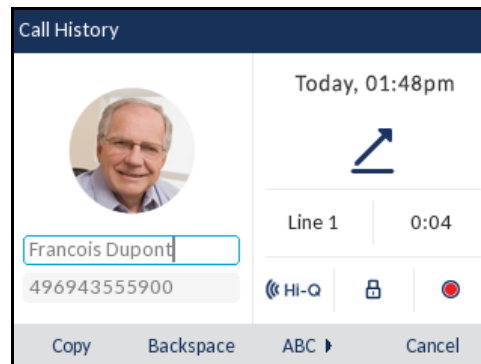 Call History
Today, 01:48pm
Line 1 0:04
Francois Dupont
496943555900
Hi-Q
Copy Backspace ABC Cancel